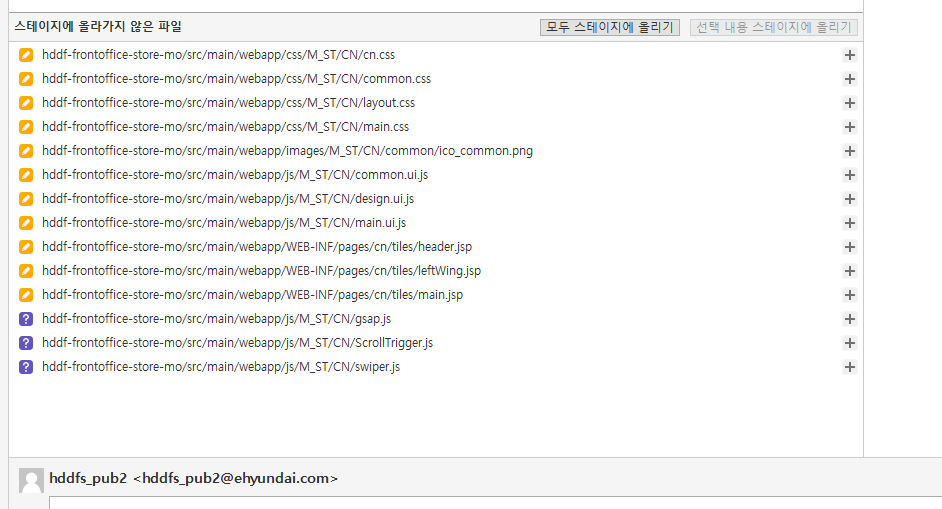 스테이지에 올라가지 않은 파일 모두 스테이지에 올리기 선택 내용 스테이지에 올리기
hddf-frontoffice-store-mo/src/main/webapp/css/M_ST/CN/cn.css
hddf-frontoffice-store-mo/src/main/webapp/css/M_ST/CN/common.css
hddf-frontoffice-store-mo/src/main/webapp/css/M_ST/CN/layout.css
hddf-frontoffice-store-mo/src/main/webapp/css/M_ST/CN/main.css
hddf-frontoffice-store-mo/src/main/webapp/images/M_ST/CN/common/ico_common.png
hddf-frontoffice-store-mo/src/main/webapp/js/M_ST/CN/common.ui.js
hddf-frontoffice-store-mo/src/main/webapp/js/M_ST/CN/design.ui.js
hddf-frontoffice-store-mo/src/main/webapp/js/M_ST/CN/main.ui.js
hddf-frontoffice-store-mo/src/main/webapp/WEB-INF/pages/cn/tiles/header.jsp
hddf-frontoffice-store-mo/src/main/webapp/WEB-INF/pages/cn/tiles/leftWing.jsp
hddf-frontoffice-store-mo/src/main/webapp/WEB-INF/pages/cn/tiles/main.jsp
? hddf-frontoffice-store-mo/src/main/webapp/js/M_ST/CN/gsap.js
? hddf-frontoffice-store-mo/src/main/webapp/js/M_ST/CN/ScrollTrigger.js
? hddf-frontoffice-store-mo/src/main/webapp/js/M_ST/CN/swiper.js
hddfs_pub2 <hddfs_pub2@ehyundai.com>